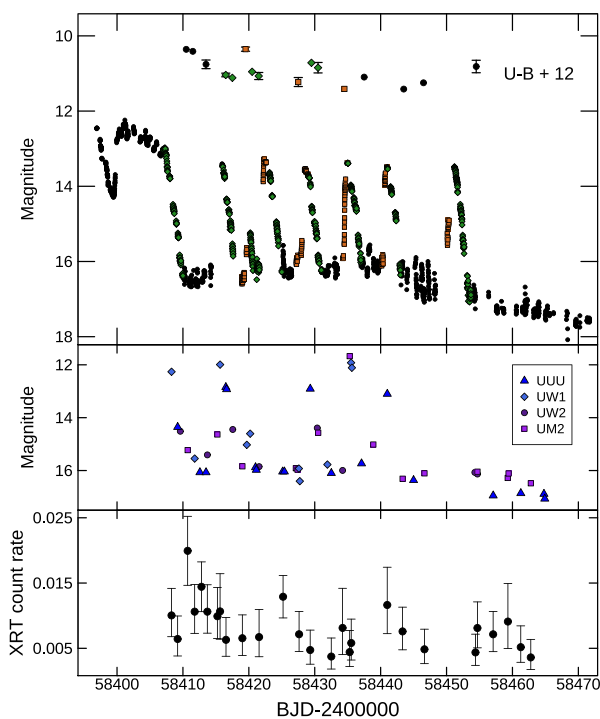 10
12
14
16
18
Magnitude
U-B + 12
12
14
16
Magnitude
UUU
UW1
UW2
UM2
0.025
0.015
0.005
XRT count rate
58400 58410 58420 58430 58440 58450 58460 58470
BJD-2400000